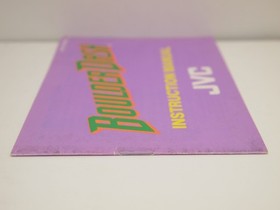 BOULDER DASH
INSTRUCTION MANUAL
JVC